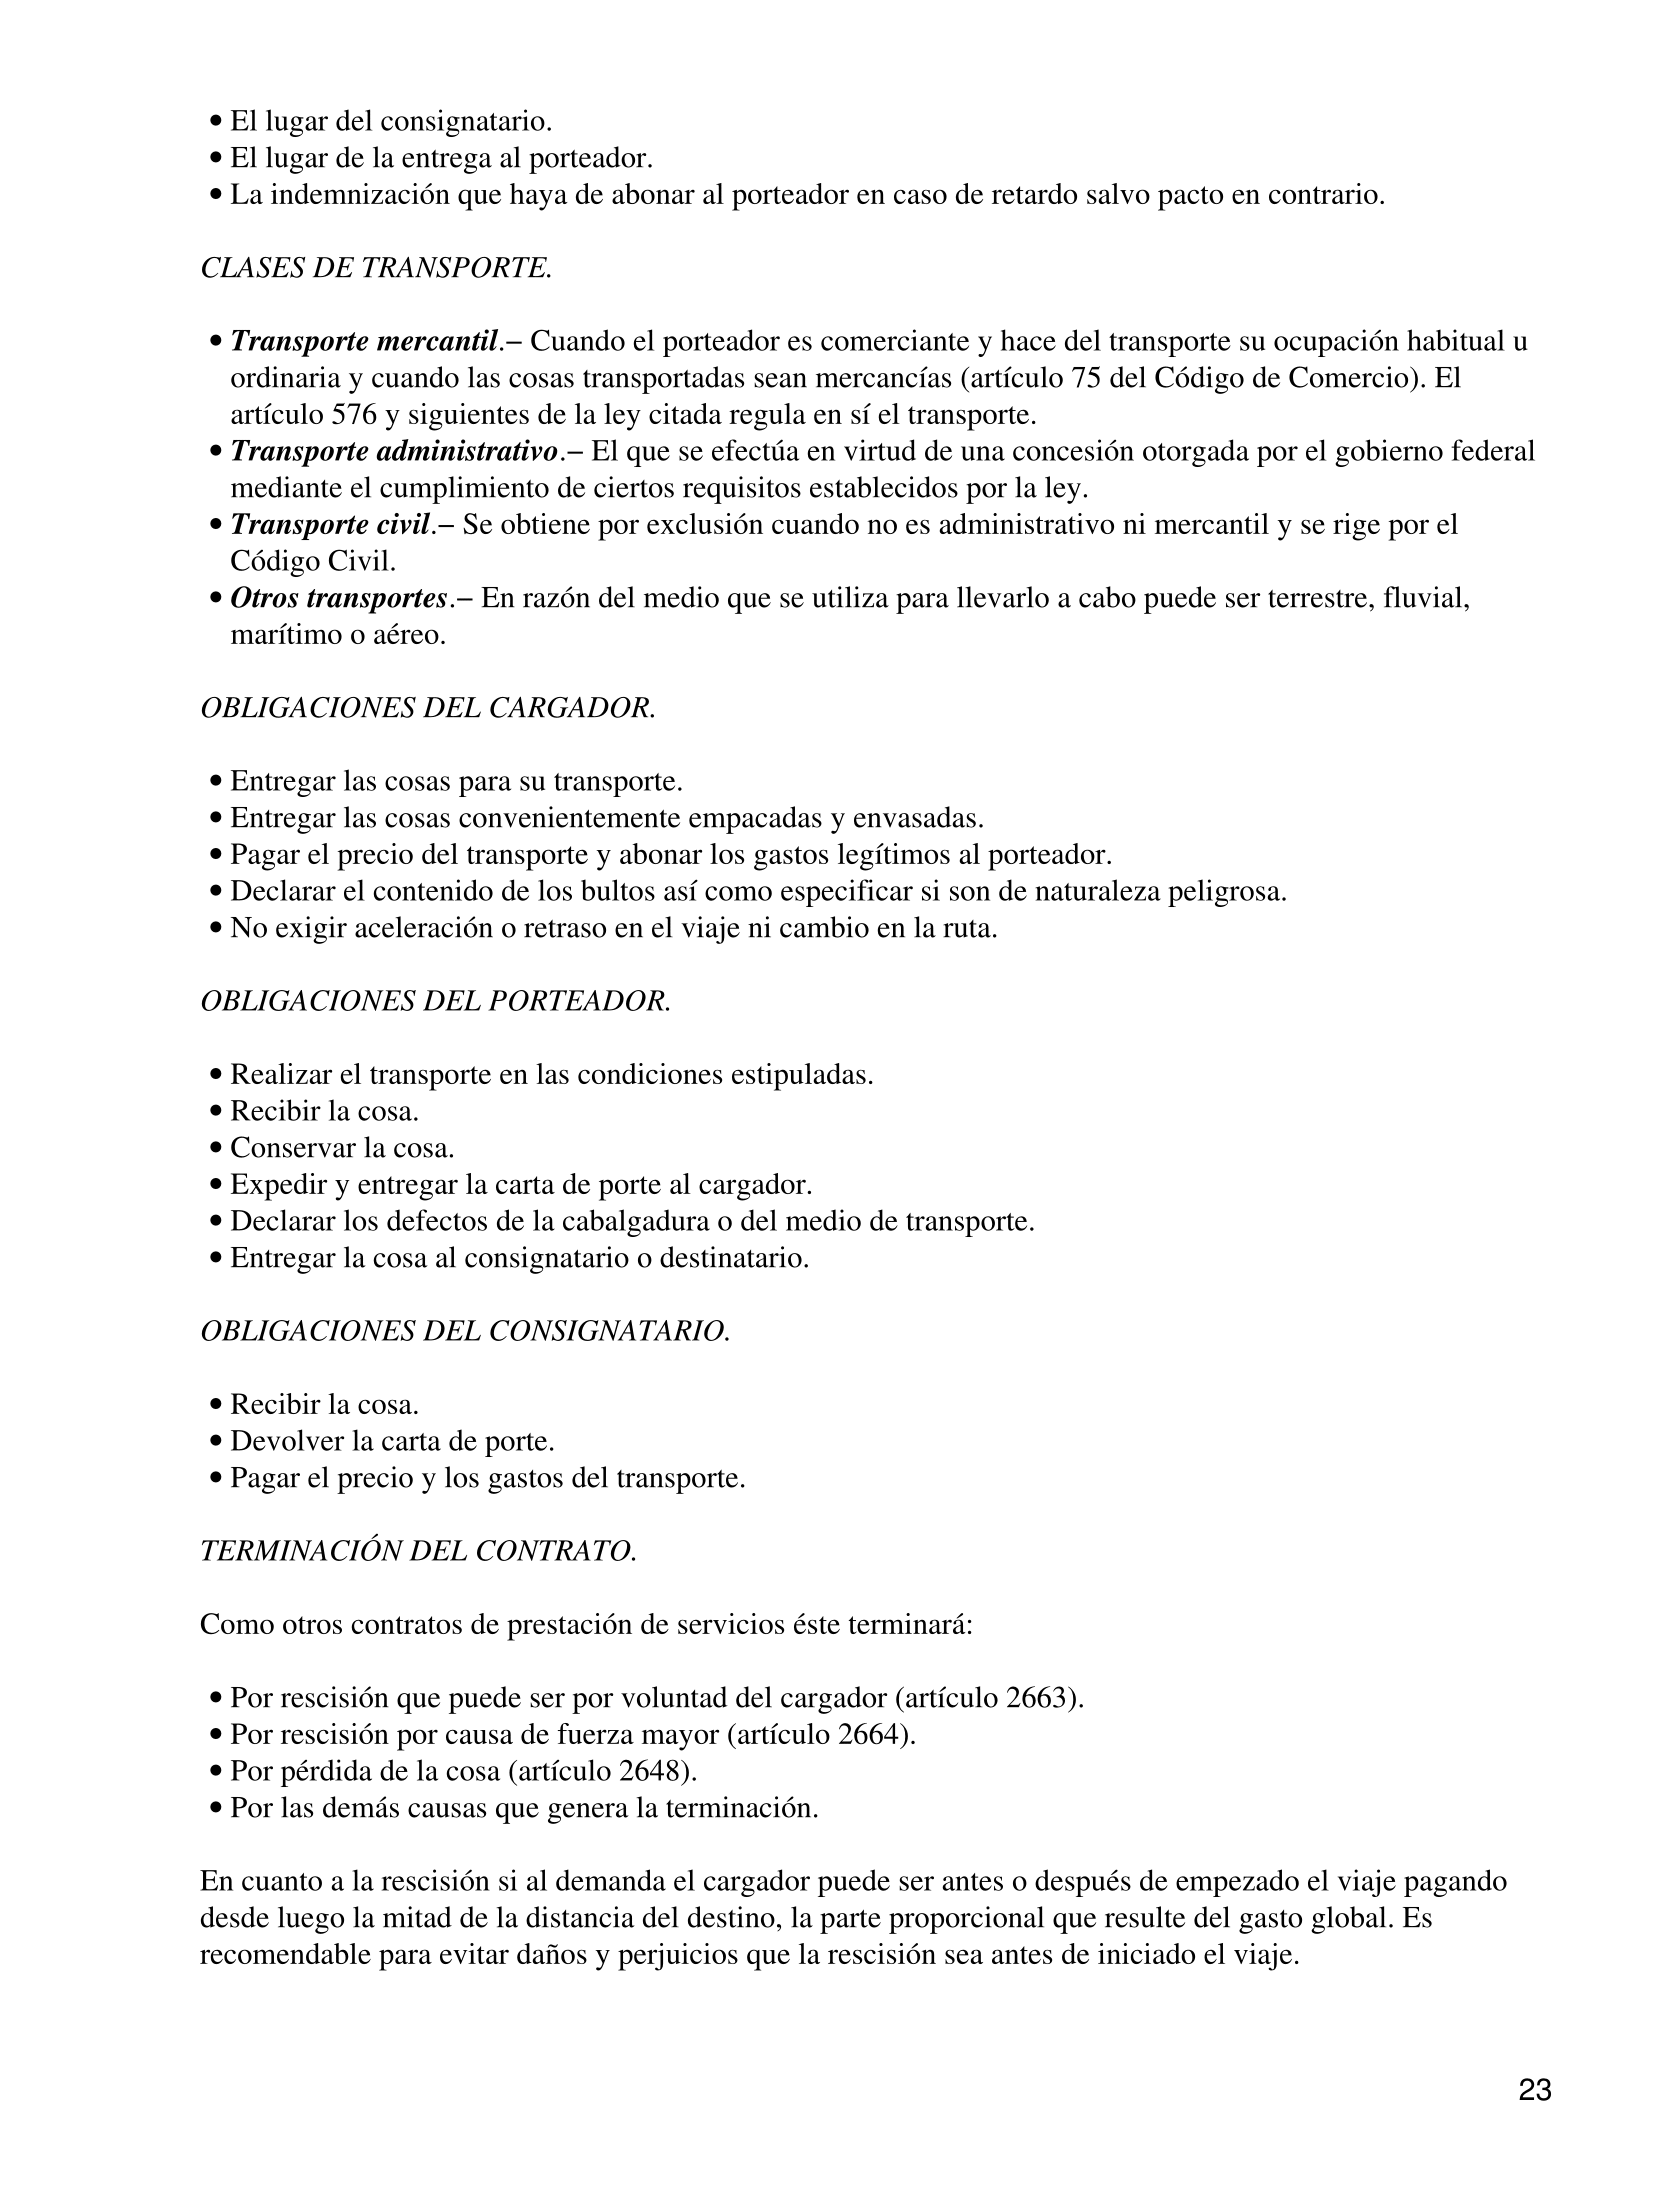 • El lugar del consignatario.
• El lugar de la entrega al porteador.
• La indemnización que haya de abonar al porteador en caso de retardo salvo pacto en contrario.
CLASES DE TRANSPORTE.
• Transporte mercantil.− Cuando el porteador es comerciante y hace del transporte su ocupación habitual u
ordinaria y cuando las cosas transportadas sean mercancías (artículo 75 del Código de Comercio). El
artículo 576 y siguientes de la ley citada regula en sí el transporte.
• Transporte administrativo.− El que se efectúa en virtud de una concesión otorgada por el gobierno federal
mediante el cumplimiento de ciertos requisitos establecidos por la ley.
• Transporte civil.− Se obtiene por exclusión cuando no es administrativo ni mercantil y se rige por el
Código Civil.
• Otros transportes.− En razón del medio que se utiliza para llevarlo a cabo puede ser terrestre, fluvial,
marítimo o aéreo.
OBLIGACIONES DEL CARGADOR.
• Entregar las cosas para su transporte.
• Entregar las cosas convenientemente empacadas y envasadas.
• Pagar el precio del transporte y abonar los gastos legítimos al porteador.
• Declarar el contenido de los bultos así como especificar si son de naturaleza peligrosa.
• No exigir aceleración o retraso en el viaje ni cambio en la ruta.
OBLIGACIONES DEL PORTEADOR.
• Realizar el transporte en las condiciones estipuladas.
• Recibir la cosa.
• Conservar la cosa.
• Expedir y entregar la carta de porte al cargador.
• Declarar los defectos de la cabalgadura o del medio de transporte.
• Entregar la cosa al consignatario o destinatario.
OBLIGACIONES DEL CONSIGNATARIO.
• Recibir la cosa.
• Devolver la carta de porte.
• Pagar el precio y los gastos del transporte.
TERMINACIÓN DEL CONTRATO.
Como otros contratos de prestación de servicios éste terminará:
• Por rescisión que puede ser por voluntad del cargador (artículo 2663).
• Por rescisión por causa de fuerza mayor (artículo 2664).
• Por pérdida de la cosa (artículo 2648).
• Por las demás causas que genera la terminación.
En cuanto a la rescisión si al demanda el cargador puede ser antes o después de empezado el viaje pagando
desde luego la mitad de la distancia del destino, la parte proporcional que resulte del gasto global. Es
recomendable para evitar daños y perjuicios que la rescisión sea antes de iniciado el viaje.
23